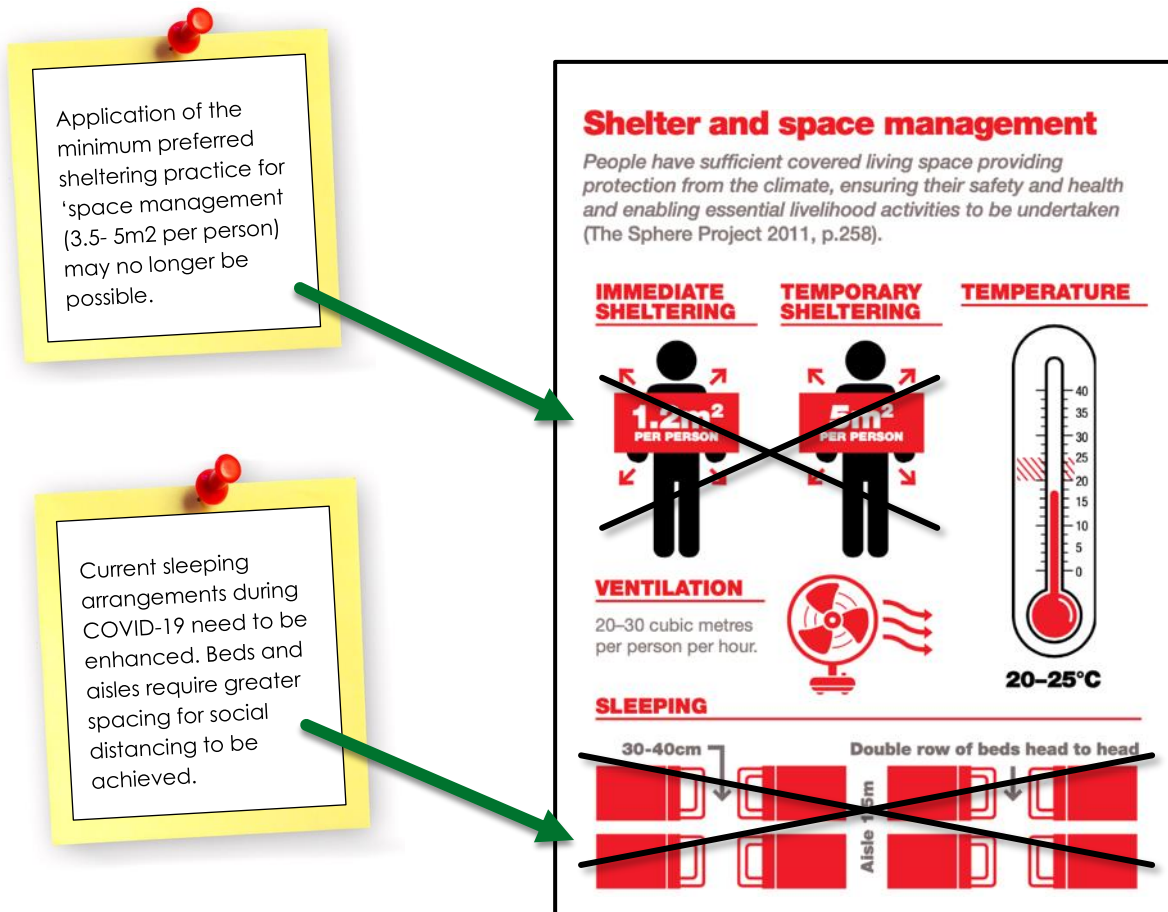 Application of the
minimum preferred
sheltering practice for
‘space management
(3.5- 5m2 per person)
may no longer be
possible.
Current sleeping
arrangements during
COVID-19 need to be
enhanced. Beds and
aisles require greater
spacing for social
distancing to be
achieved.
Shelter and space management
People have sufficient covered living space providing
protection from the climate, ensuring their safety and health
and enabling essential livelihood activities to be undertaken
(The Sphere Project 2011, p.258).
IMMEDIATE
SHELTERING
1.2m²
PER PERSON
TEMPORARY
SHELTERING
5m²
PER PERSON
TEMPERATURE
40
35
30
25
20
15
10
5
0
20–25°C
VENTILATION
20–30 cubic metres
per person per hour.
SLEEPING
30-40cm
Double row of beds head to head
Aisle 1.5m